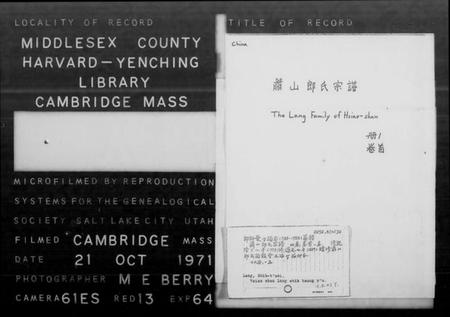 LOCALITY OF RECORD
MIDDLESEX COUNTY
HARVARD-YENCHING
LIBRARY
CAMBRIDGE MASS
MICROFILMED BY REPRODUCTION
SYSTEMS FOR THE GENEALOGICAL
SOCIETY SALT LAKE CITY UTAH
FILMED CAMBRIDGE MASS
DATE 21 OCT 1971
PHOTOGRAPHER M E BERRY
CAMERA 61ES RED 13 EXP 64
TITLE OF RECORD
China
蕭山郎氏宗譜
The Lang Family of Hsiao-shan
册1
卷首
Lang,